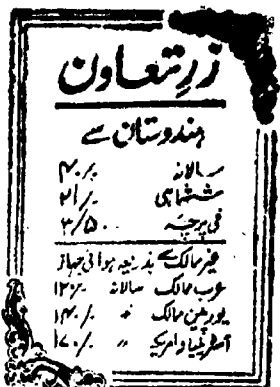 زرِ تعاون
ہندوستان سے
سالانہ ۴۰/-
ششماہی ۲۱/-
فی پرچہ ۳/۵۰
غیر ممالک سے بذریعہ ہوائی جہاز
عرب ممالک سالانہ ۱۲۰/-
یورپین ممالک " ۱۴۰/-
آسٹریلیا و امریکہ " ۱۷۰/-